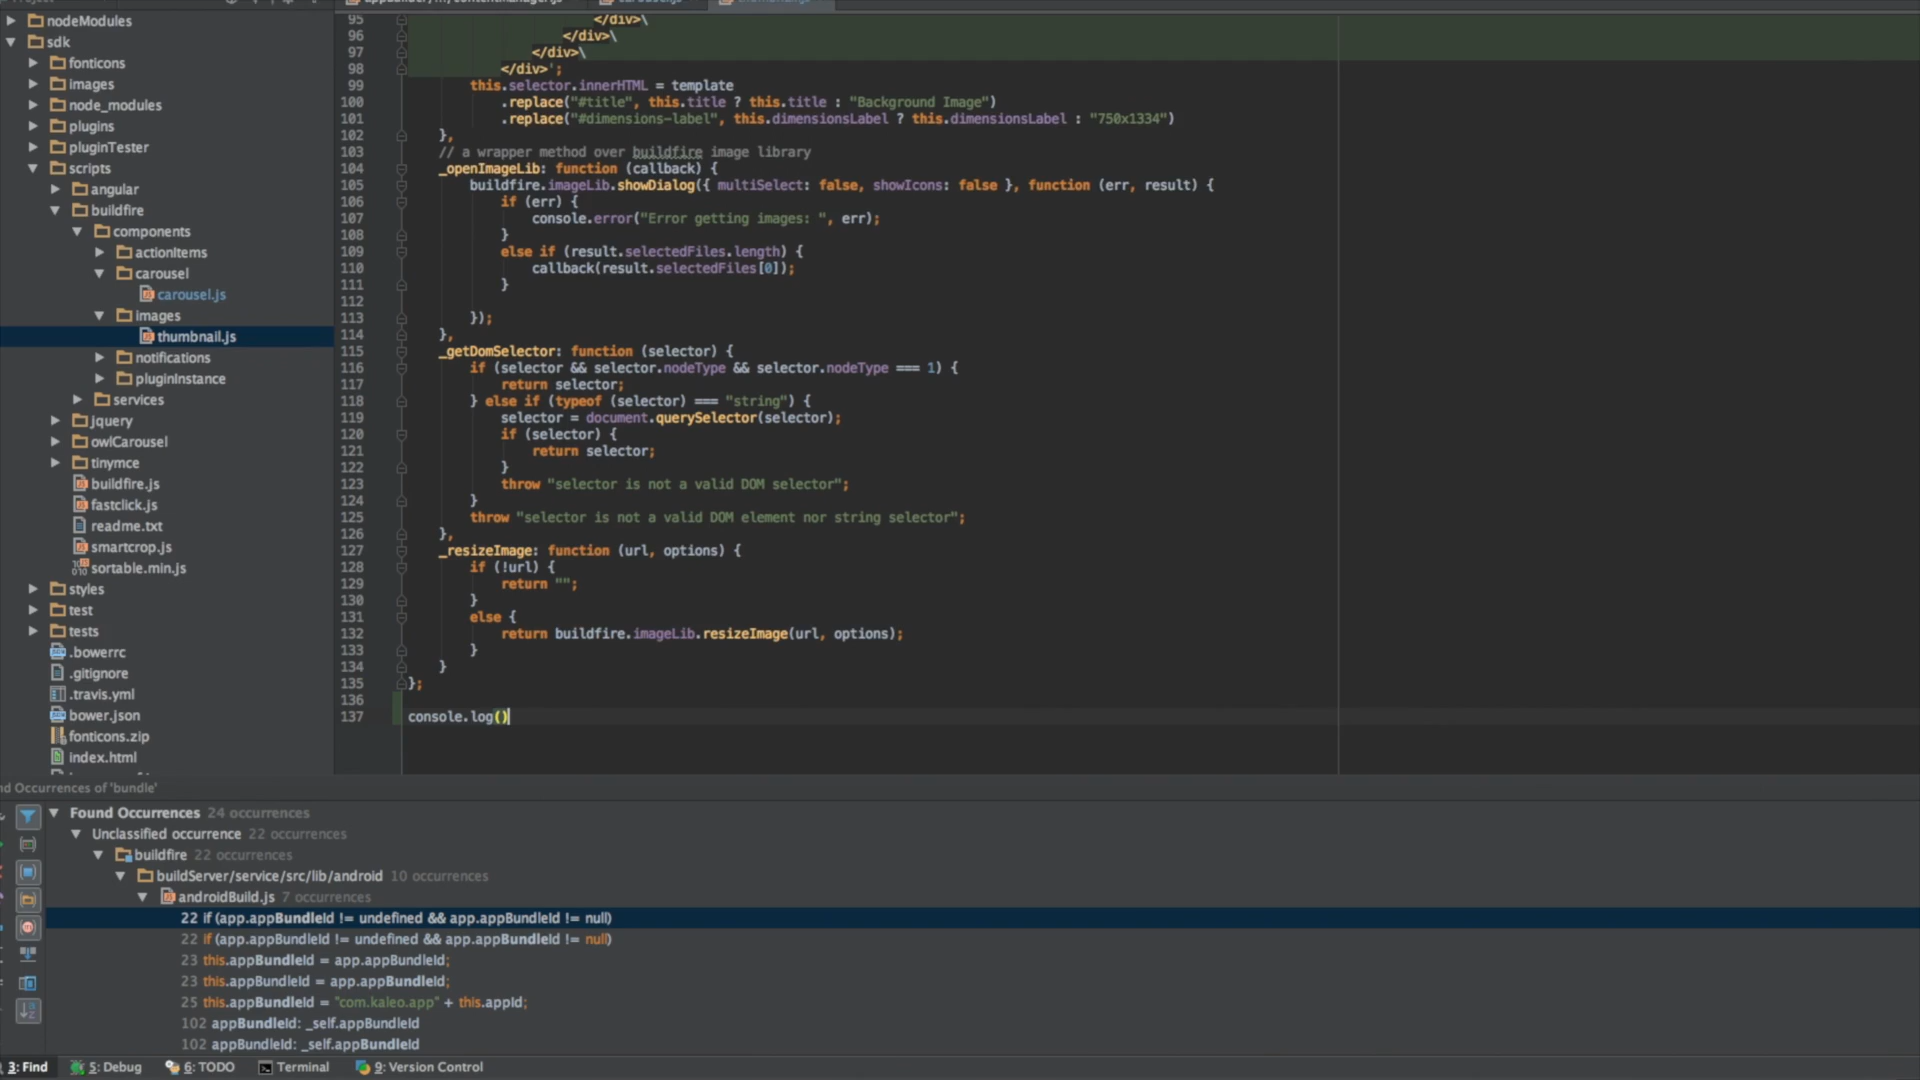 nodeModules
sdk
fonticons
images
node_modules
plugins
pluginTester
scripts
angular
buildfire
components
actionItems
carousel
carousel.js
images
thumbnail.js
notifications
pluginInstance
services
jquery
owlCarousel
tinymce
buildfire.js
fastclick.js
readme.txt
smartcrop.js
sortable.min.js
styles
test
tests
.bowerrc
.gitignore
.travis.yml
bower.json
fonticons.zip
index.html
95 </div>\
96 </div>\
97 </div>\
98 </div>';
99 this.selector.innerHTML = template
100 .replace("#title", this.title ? this.title : "Background Image")
101 .replace("#dimensions-label", this.dimensionsLabel ? this.dimensionsLabel : "750x1334")
102 },
103 // a wrapper method over buildfire image library
104 _openImageLib: function (callback) {
105 buildfire.imageLib.showDialog({ multiSelect: false, showIcons: false }, function (err, result) {
106 if (err) {
107 console.error("Error getting images: ", err);
108 }
109 else if (result.selectedFiles.length) {
110 callback(result.selectedFiles[0]);
111 }
112
113 });
114 },
115 _getDomSelector: function (selector) {
116 if (selector && selector.nodeType && selector.nodeType === 1) {
117 return selector;
118 } else if (typeof (selector) === "string") {
119 selector = document.querySelector(selector);
120 if (selector) {
121 return selector;
122 }
123 throw "selector is not a valid DOM selector";
124 }
125 throw "selector is not a valid DOM element nor string selector";
126 },
127 _resizeImage: function (url, options) {
128 if (!url) {
129 return "";
130 }
131 else {
132 return buildfire.imageLib.resizeImage(url, options);
133 }
134 }
135 };
136
137 console.log()
Occurrences of 'bundle'
Found Occurrences 24 occurrences
Unclassified occurrence 22 occurrences
buildfire 22 occurrences
buildServer/service/src/lib/android 10 occurrences
androidBuild.js 7 occurrences
22 if (app.appBundleId != undefined && app.appBundleId != null)
22 if (app.appBundleId != undefined && app.appBundleId != null)
23 this.appBundleId = app.appBundleId;
23 this.appBundleId = app.appBundleId;
25 this.appBundleId = "com.kaleo.app" + this.appId;
102 appBundleId: _self.appBundleId
102 appBundleId: _self.appBundleId
3: Find 5: Debug 6: TODO Terminal 9: Version Control